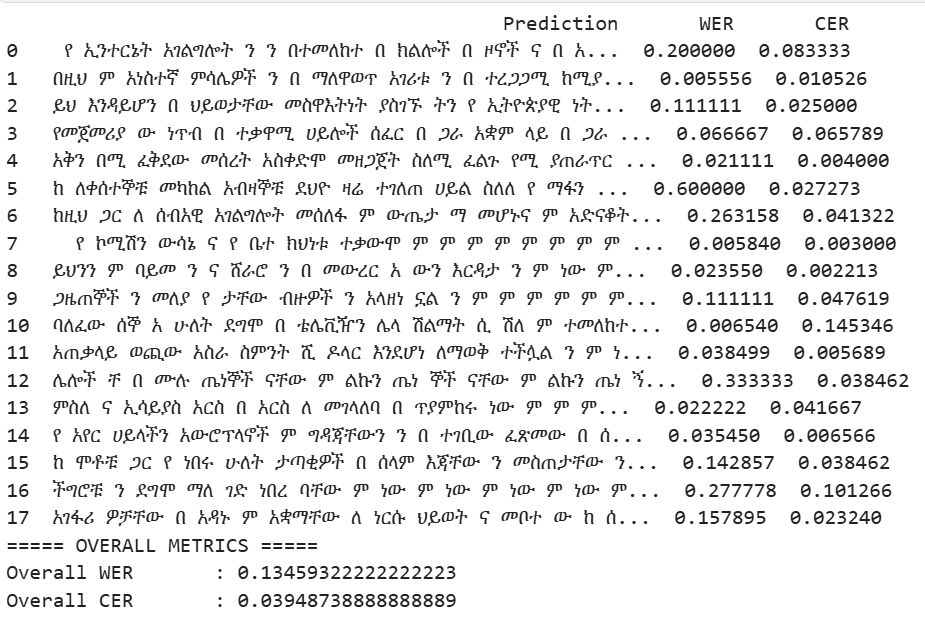 Prediction WER CER
0 የ ኢንተርኔት አገልግሎት ን ን በተመለከተ በ ክልሎች በ ዞኖች ና በ አ... 0.200000 0.083333
1 በዚህ ም አነስተኛ ምሳሌዎች ን በ ማለዋወጥ አገሪቱ ን በ ተረጋጋሚ ከሚያ... 0.005556 0.010526
2 ይህ እንዳይሆን በ ህይወታቸው መስዋእትነት ያስገኙ ትን የ ኢትዮጵያዊ ነት... 0.111111 0.025000
3 የመጀመሪያ ው ነጥብ በ ተቃዋሚ ሀይሎች ሰፈር በ ጋራ አቋም ላይ በ ጋራ ... 0.066667 0.065789
4 አቅን በሚ ፈቅደው መሰረት አስቀድሞ መዘጋጀት ስለሚ ፈልጉ የሚ ያጠራጥር ... 0.021111 0.004000
5 ከ ለቀሰተኞቹ መካከል አብዛኞቹ ደህዮ ዛሬ ተገለጠ ሀይል ስለለ የ ማፋን ... 0.600000 0.027273
6 ከዚህ ጋር ለ ሰብአዊ አገልግሎት መሰለፋ ም ውጤታ ማ መሆኑና ም አድናቆት... 0.263158 0.041322
7 የ ኮሚሽን ውሳኔ ና የ ቤተ ክህነቱ ተቃውሞ ም ም ም ም ም ም ም ም ... 0.005840 0.003000
8 ይህንን ም ባይመ ን ና ሸራሮ ን በ መውረር አ ውን እርዳታ ን ም ነው ም... 0.023550 0.002213
9 ጋዜጠኞች ን መለያ የ ታቸው ብዙዎች ን አላዘነ ኗል ን ም ም ም ም ም ም... 0.111111 0.047619
10 ባለፈው ሰኞ አ ሁለት ደግሞ በ ቴሌቪዥን ሌላ ሽልማት ሲ ሽለ ም ተመለከተ... 0.006540 0.145346
11 አጠቃላይ ወጪው አስራ ስምንት ሺ ዶላር እንደሆነ ለማወቅ ተችሏል ን ም ነ... 0.038499 0.005689
12 ሌሎች ቸ በ ሙሉ ጤነኞች ናቸው ም ልኩን ጤነ ኞች ናቸው ም ልኩን ጤነ ኝ... 0.333333 0.038462
13 ምስለ ና ኢሳይያስ እርስ በ እርስ ለ መገላለባ በ ጥያምከሩ ነው ም ም ም... 0.022222 0.041667
14 የ አየር ሀይላችን አውሮፕላኖች ም ግዳጃቸውን ን በ ተገቢው ፈጽመው በ ሰ... 0.035450 0.006566
15 ከ ሞቶቹ ጋር የ ነበሩ ሁለት ታጣቂዎች በ ሰላም እጃቸው ን መስጠታቸው ን... 0.142857 0.038462
16 ችግሮቹ ን ደግሞ ማለ ገድ ነበረ ባቸው ም ነው ም ነው ም ነው ም ነው ም... 0.277778 0.101266
17 አገፋሪ ዎቻቸው በ አዳኑ ም አቋማቸው ለ ነርሱ ህይወት ና መቦተ ው ከ ሰ... 0.157895 0.023240
===== OVERALL METRICS =====
Overall WER : 0.13459322222222223
Overall CER : 0.03948738888888889